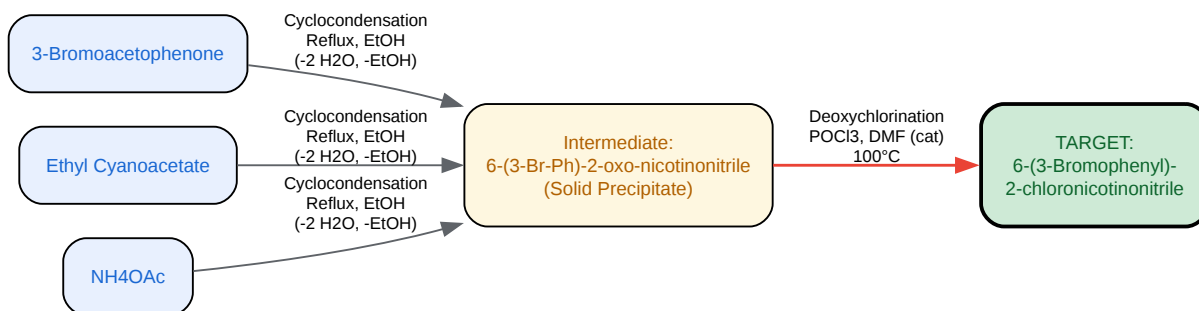 3-Bromoacetophenone
Cyclocondensation
Reflux, EtOH
(-2 H2O, -EtOH)
Ethyl Cyanoacetate
Cyclocondensation
Reflux, EtOH
(-2 H2O, -EtOH)
NH4OAc
Cyclocondensation
Reflux, EtOH
(-2 H2O, -EtOH)
Intermediate:
6-(3-Br-Ph)-2-oxo-nicotinonitrile
(Solid Precipitate)
Deoxychlorination
POCl3, DMF (cat)
100°C
TARGET:
6-(3-Bromophenyl)-
2-chloronicotinonitrile